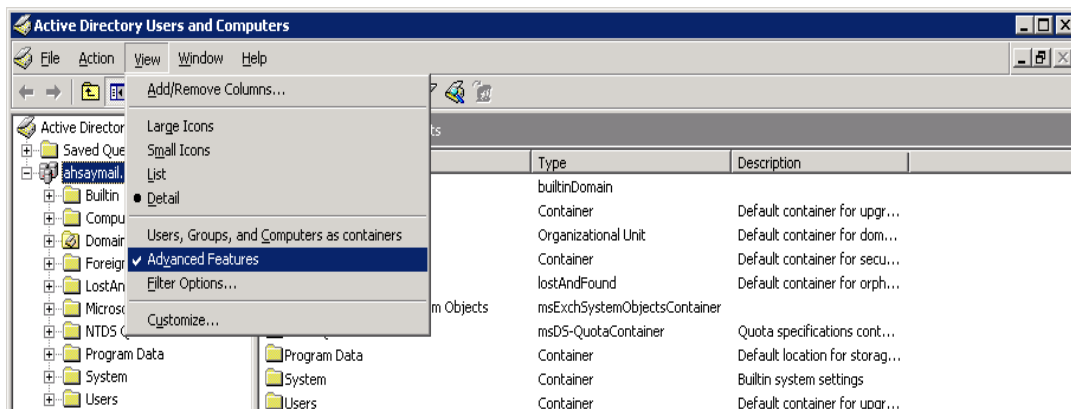 Active Directory Users and Computers
File Action View Window Help
Add/Remove Columns...
Large Icons
Small Icons
List
Detail
Users, Groups, and Computers as containers
Advanced Features
Filter Options...
Customize...
Active Director
Saved Que
ahsaymail.
Builtin
Compu
Domain
Foreign
LostAn
Microso
NTDS Q
Program Data
System
Users
ts
Type Description
builtinDomain
Container Default container for upgr...
Organizational Unit Default container for dom...
Container Default container for secu...
lostAndFound Default container for orph...
m Objects msExchSystemObjectsContainer
msDS-QuotaContainer Quota specifications cont...
Program Data Container Default location for storag...
System Container Builtin system settings
Users Container Default container for upgr...